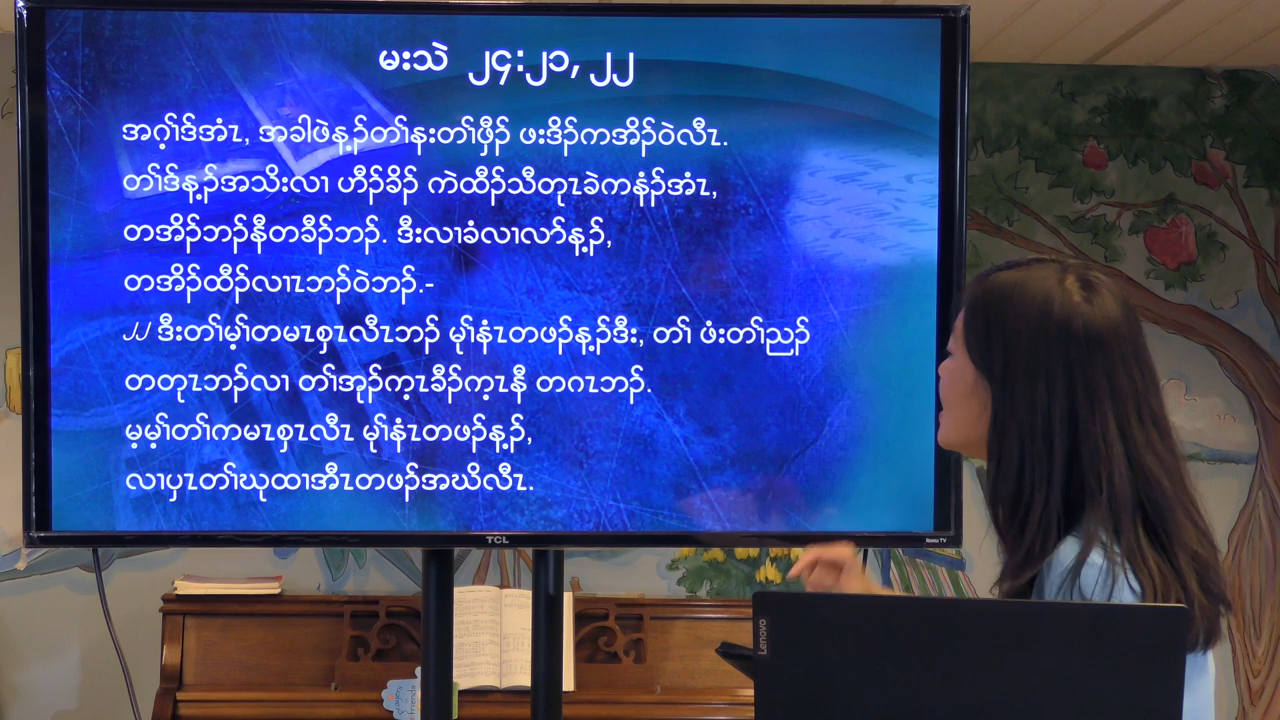 မးသဲ ၂၄:၂၁, ၂၂
အဂ့ၢ်ဒ်အံၤ, အခါဖဲန့ၣ်တၢ်နးတၢ်ဖှီၣ် ဖးဒိၣ်ကအိၣ်ဝဲလီၤ.
တၢ်ဒ်န့ၣ်အသိးလၢ ဟီၣ်ခိၣ် ကဲထီၣ်သီတုၤခဲကနံၣ်အံၤ,
တအိၣ်ဘၣ်နီတခီၣ်ဘၣ်. ဒီးလၢခံလၢလာ်န့ၣ်,
တအိၣ်ထီၣ်လၢၤဘၣ်ဝဲဘၣ်.-
၂၂ ဒီးတၢ်မ့ၢ်တမၤစှၤလီၤဘၣ် မုၢ်နံၤတဖၣ်န့ၣ်ဒီး, တၢ် ဖံးတၢ်ညၣ်
တတုၤဘၣ်လၢ တၢ်အုၣ်က့ၤခီၣ်က့ၤနီ တဂၤဘၣ်.
မ့မ့ၢ်တၢ်ကမၤစှၤလီၤ မုၢ်နံၤတဖၣ်န့ၣ်,
လၢပှၤတၢ်ဃုထၢအီၤတဖၣ်အဃိလီၤ.
TCL
Roku TV
Lenovo